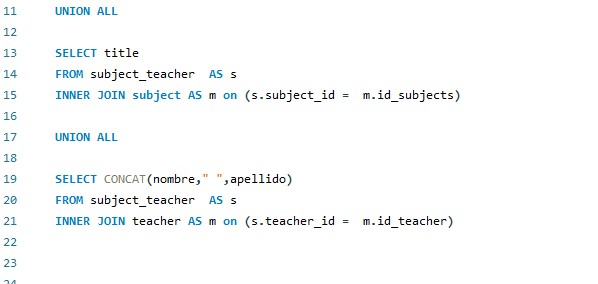 11 UNION ALL
12
13 SELECT title
14 FROM subject_teacher  AS s
15 INNER JOIN subject AS m on (s.subject_id =  m.id_subjects)
16
17 UNION ALL
18
19 SELECT CONCAT(nombre," ",apellido)
20 FROM subject_teacher  AS s
21 INNER JOIN teacher AS m on (s.teacher_id =  m.id_teacher)
22
23
24